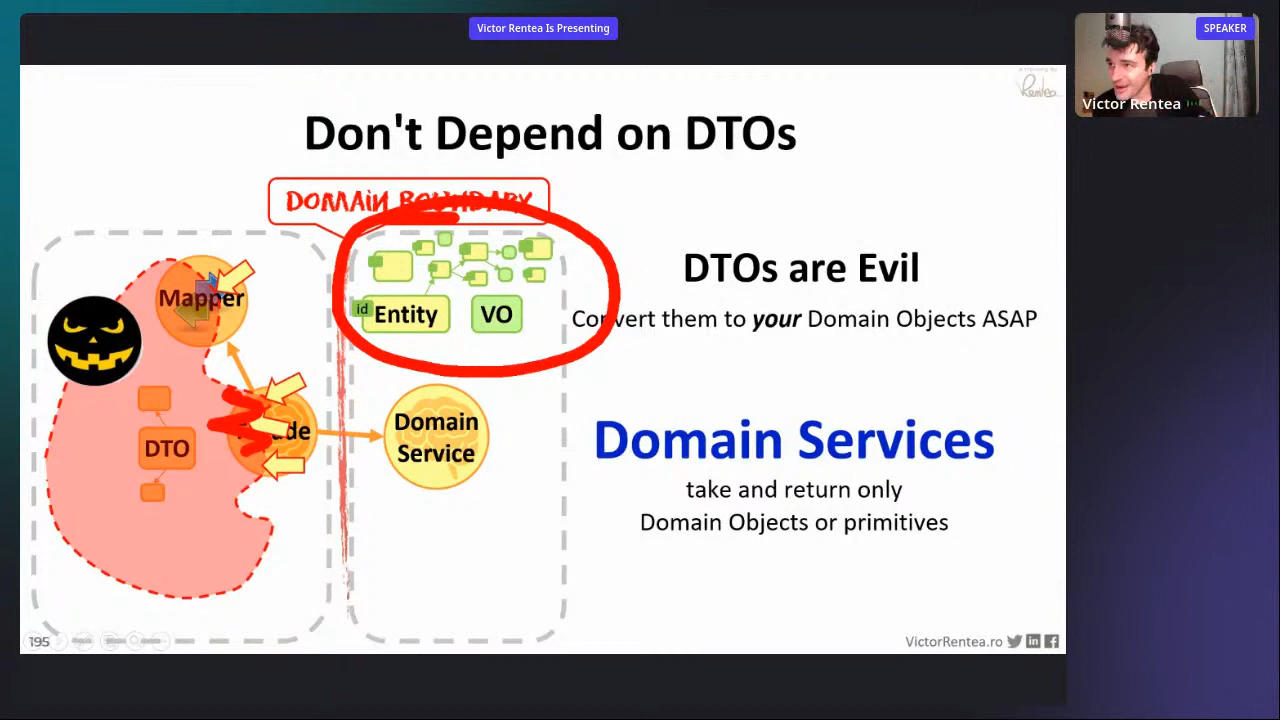 Victor Rentea Is Presenting
SPEAKER
Victor Rentea
Rentea
Don't Depend on DTOs
DOMAIN BOUNDARY
Mapper
id
Entity
VO
DTOs are Evil
Convert them to your Domain Objects ASAP
DTO
Domain
Service
Domain Services
take and return only
Domain Objects or primitives
195
VictorRentea.ro